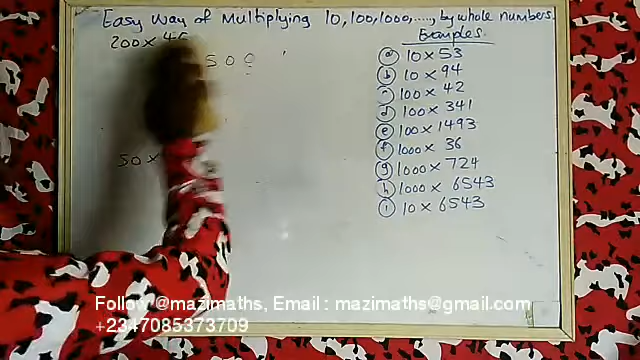 Easy way of Multiplying 10,100,1000,....., by whole numbers.
Examples
200 x 45
500
50 x
a 10 x 53
b 10 x 94
c 100 x 42
d 100 x 341
e 100 x 1493
f 1000 x 36
g 1000 x 724
h 1000 x 6543
i 10 x 6543
Follow @mazimaths, Email : mazimaths@gmail.com
+2347085373709